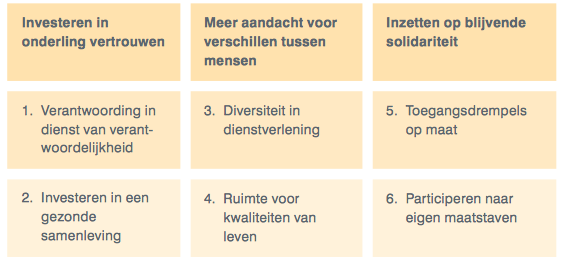 Investeren in
onderling vertrouwen
Meer aandacht voor
verschillen tussen
mensen
Inzetten op blijvende
solidariteit
1. Verantwoording in
dienst van verant-
woordelijkheid
3. Diversiteit in
dienstverlening
5. Toegangsdrempels
op maat
2. Investeren in een
gezonde
samenleving
4. Ruimte voor
kwaliteiten van
leven
6. Participeren naar
eigen maatstaven